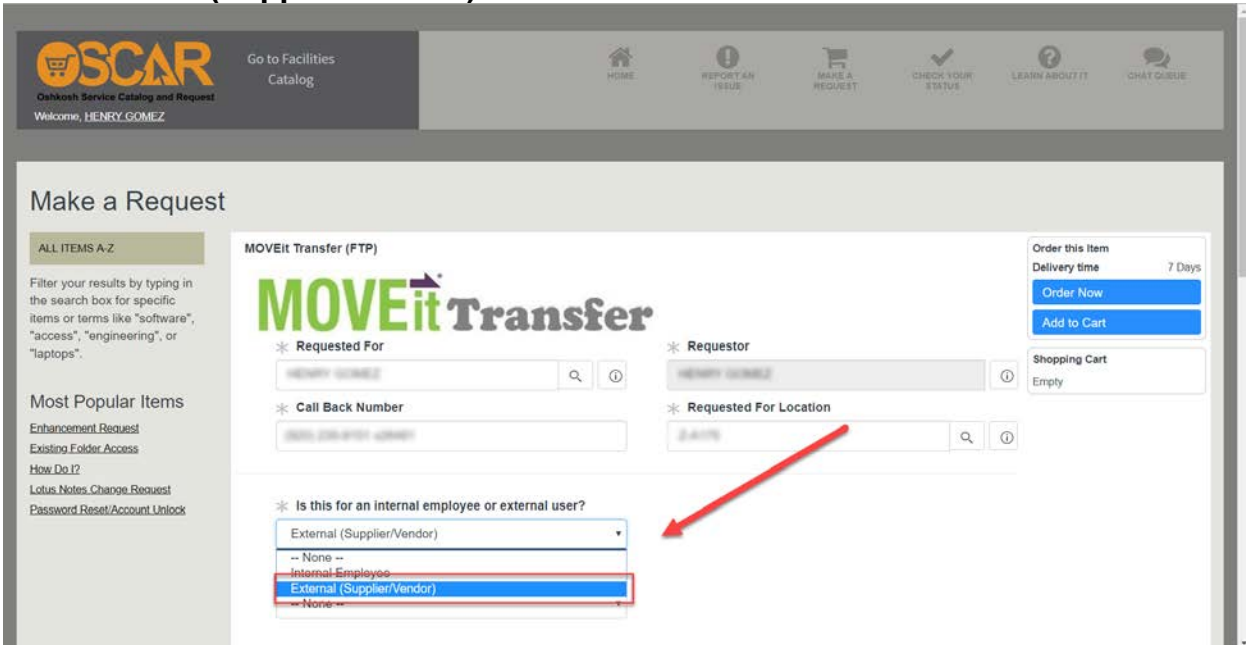 OSCAR
Oshkosh Service Catalog and Request
Welcome, HENRY GOMEZ
Go to Facilities
Catalog
HOME
REPORT AN
ISSUE
MAKE A
REQUEST
CHECK YOUR
STATUS
LEARN ABOUT IT
CHAT QUEUE
Make a Request
ALL ITEMS A-Z
Filter your results by typing in
the search box for specific
items or terms like "software",
"access", "engineering", or
"laptops".
Most Popular Items
Enhancement Request
Existing Folder Access
How Do I?
Lotus Notes Change Request
Password Reset/Account Unlock
MOVEit Transfer (FTP)
MOVEit Transfer
Requested For
Requestor
HENRY GOMEZ
HENRY GOMEZ
Call Back Number
Requested For Location
Is this for an internal employee or external user?
External (Supplier/Vendor)
-- None --
Internal Employee
External (Supplier/Vendor)
-- None --
Order this Item
Delivery time 7 Days
Order Now
Add to Cart
Shopping Cart
Empty